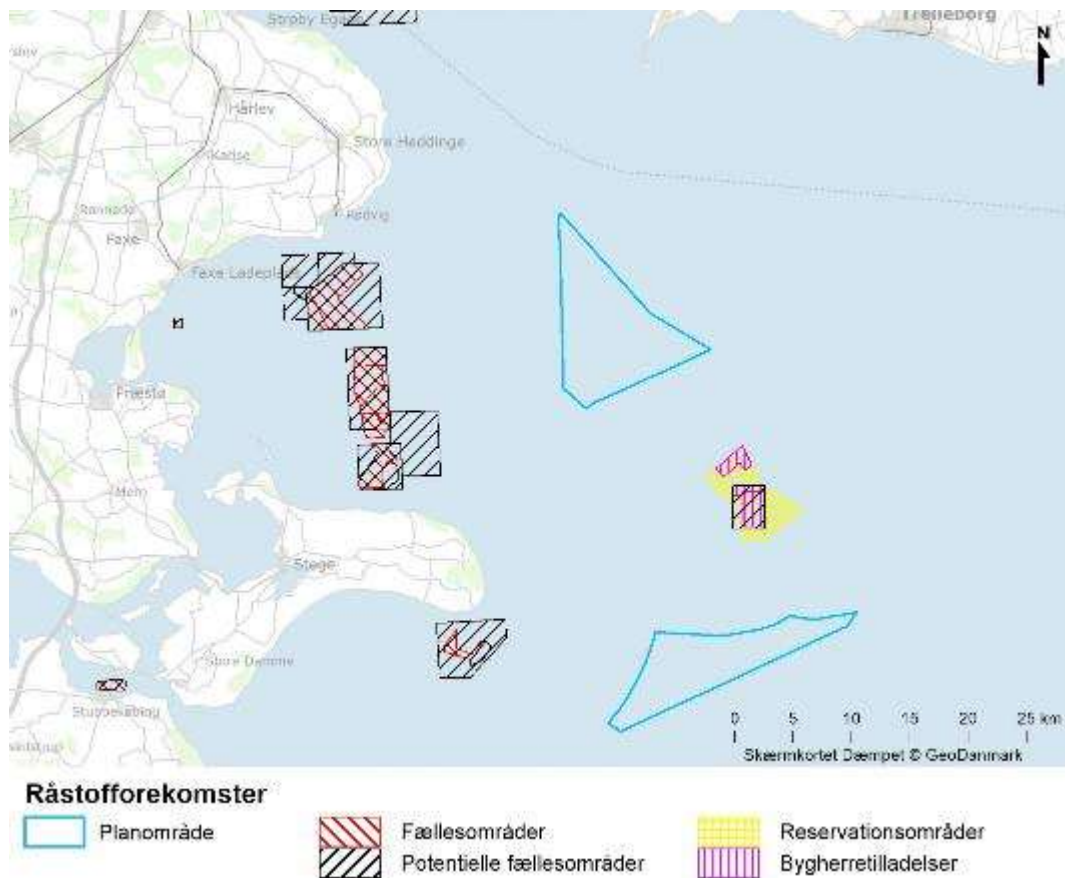 Strøby Egede
Trelleborg
N
Hårlev
Karise
Store Heddinge
Rønnede
Rødvig
Faxe
Faxe Ladeplads
Præstø
Mern
Stege
Store Damme
Stubbekøbing
0 5 10 15 20 25 km
Skærmkortet Dæmpet © GeoDanmark
Råstofforekomster
Planområde
Fællesområder
Potentielle fællesområder
Reservationsområder
Bygherretilladelser